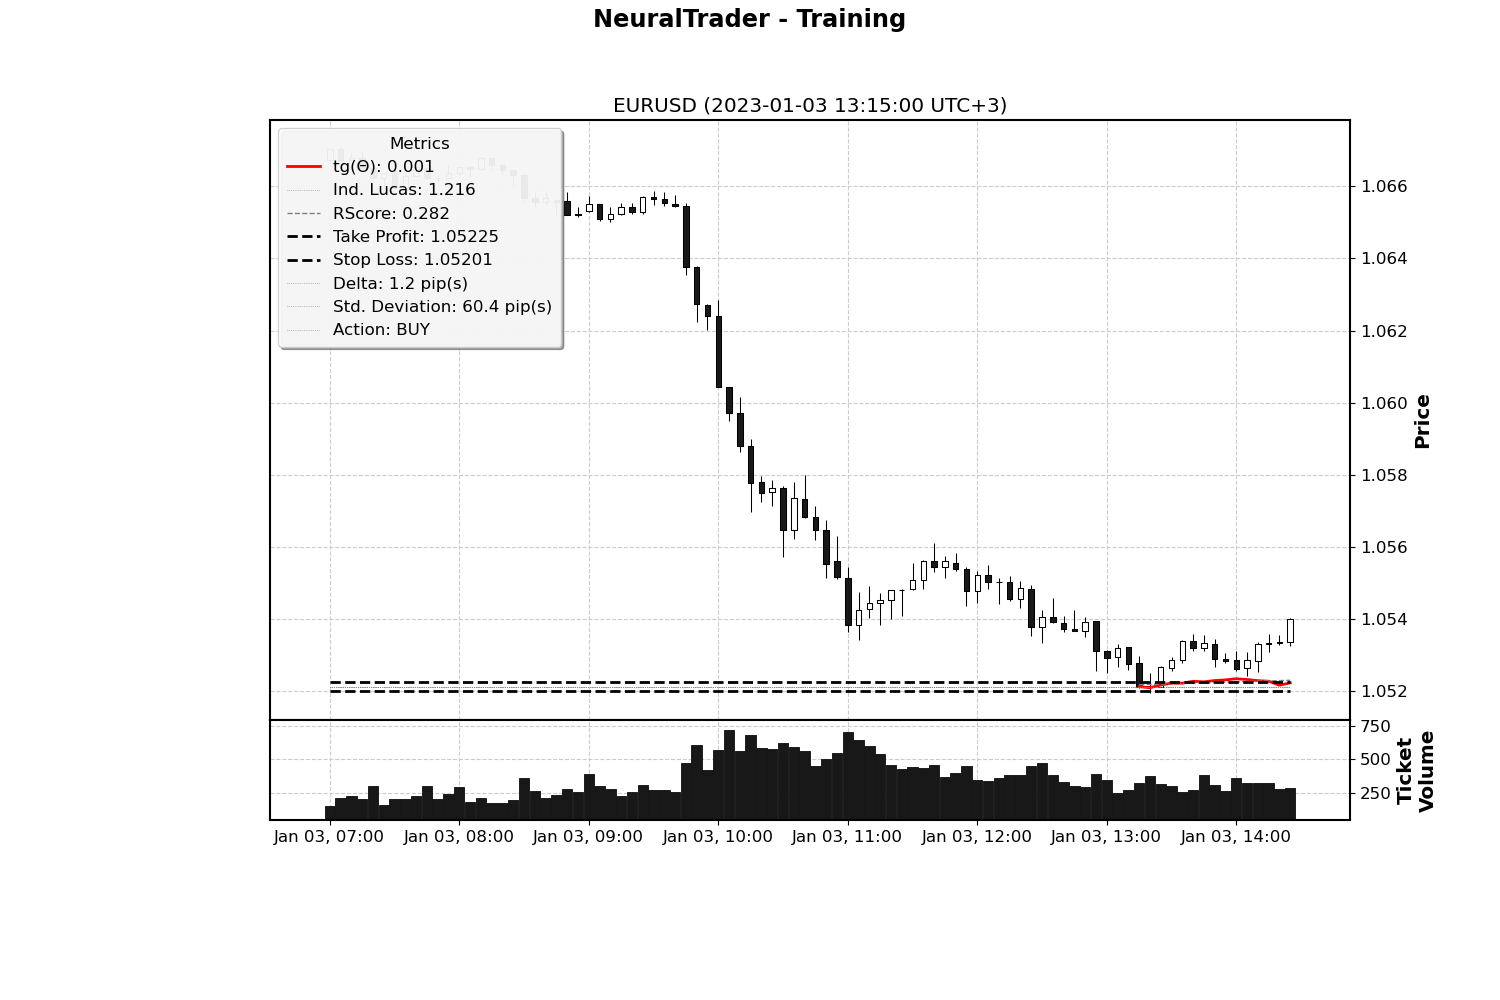 NeuralTrader - Training
EURUSD (2023-01-03 13:15:00 UTC+3)
Metrics
tg(Θ): 0.001
Ind. Lucas: 1.216
RScore: 0.282
Take Profit: 1.05225
Stop Loss: 1.05201
Delta: 1.2 pip(s)
Std. Deviation: 60.4 pip(s)
Action: BUY
1.066
1.064
1.062
1.060
1.058
1.056
1.054
1.052
Price
750
500
250
Ticket
Volume
Jan 03, 07:00 Jan 03, 08:00 Jan 03, 09:00 Jan 03, 10:00 Jan 03, 11:00 Jan 03, 12:00 Jan 03, 13:00 Jan 03, 14:00